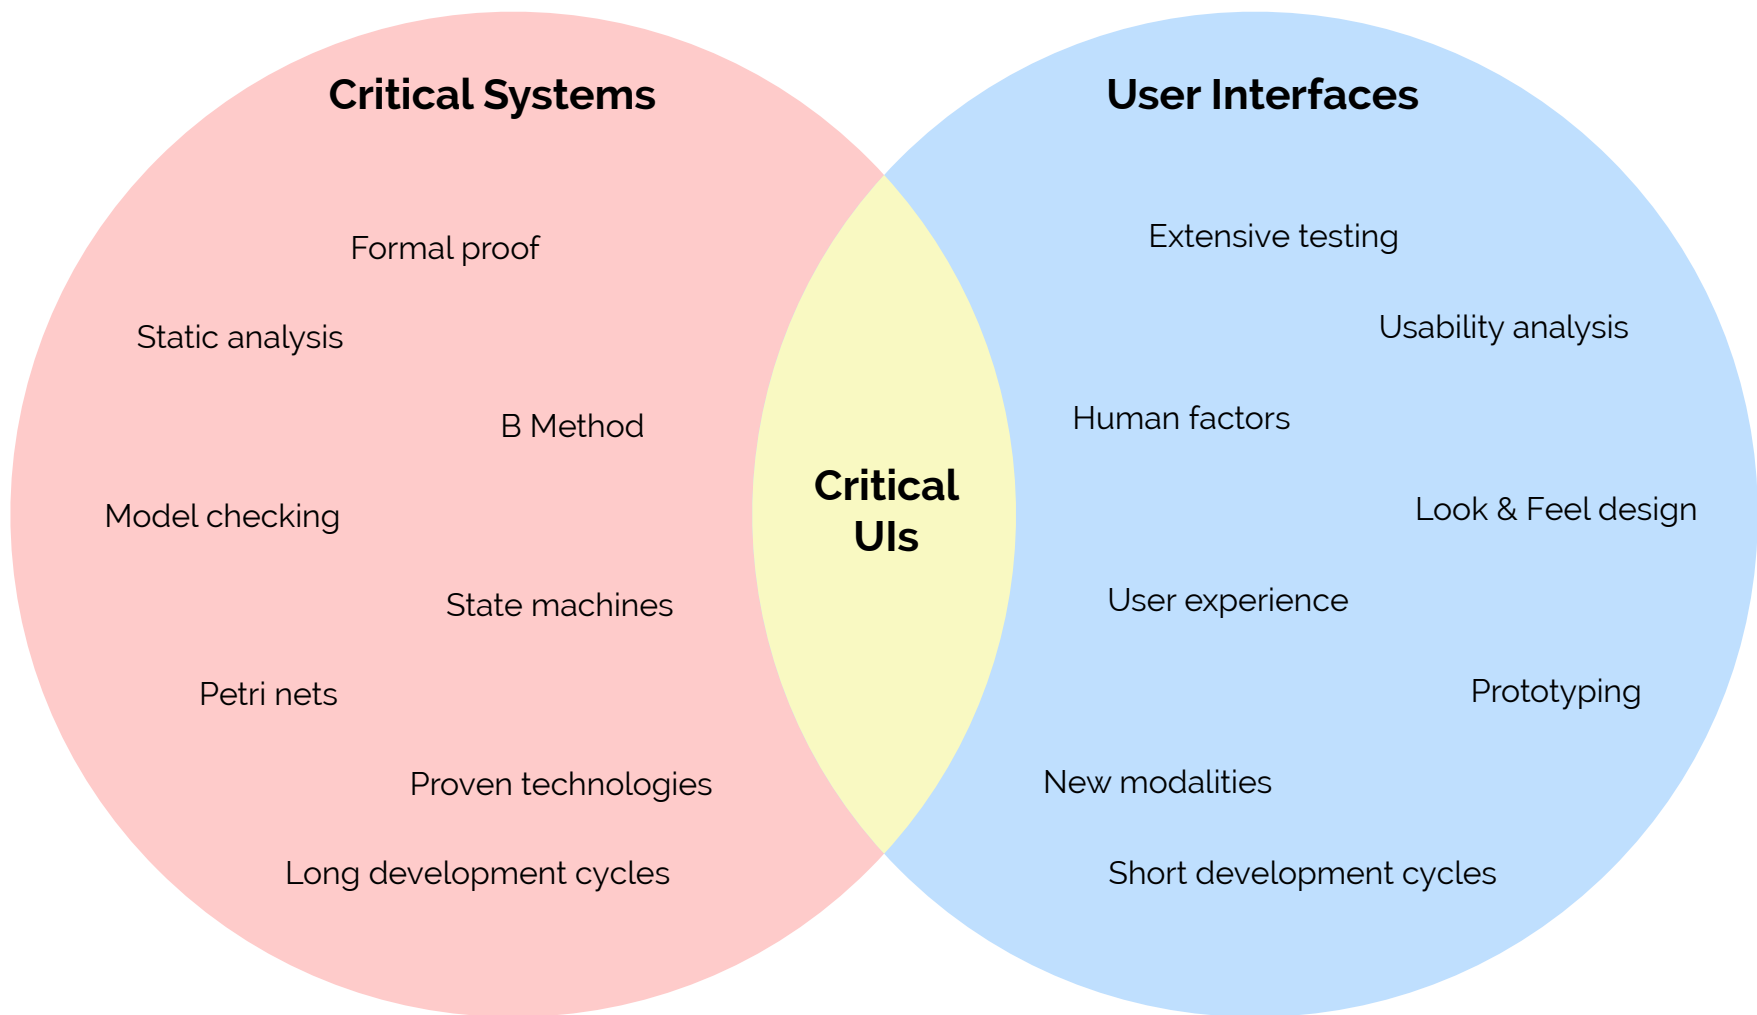 Critical Systems
Formal proof
Static analysis
B Method
Model checking
State machines
Petri nets
Proven technologies
Long development cycles
Critical
UIs
User Interfaces
Extensive testing
Usability analysis
Human factors
Look & Feel design
User experience
Prototyping
New modalities
Short development cycles